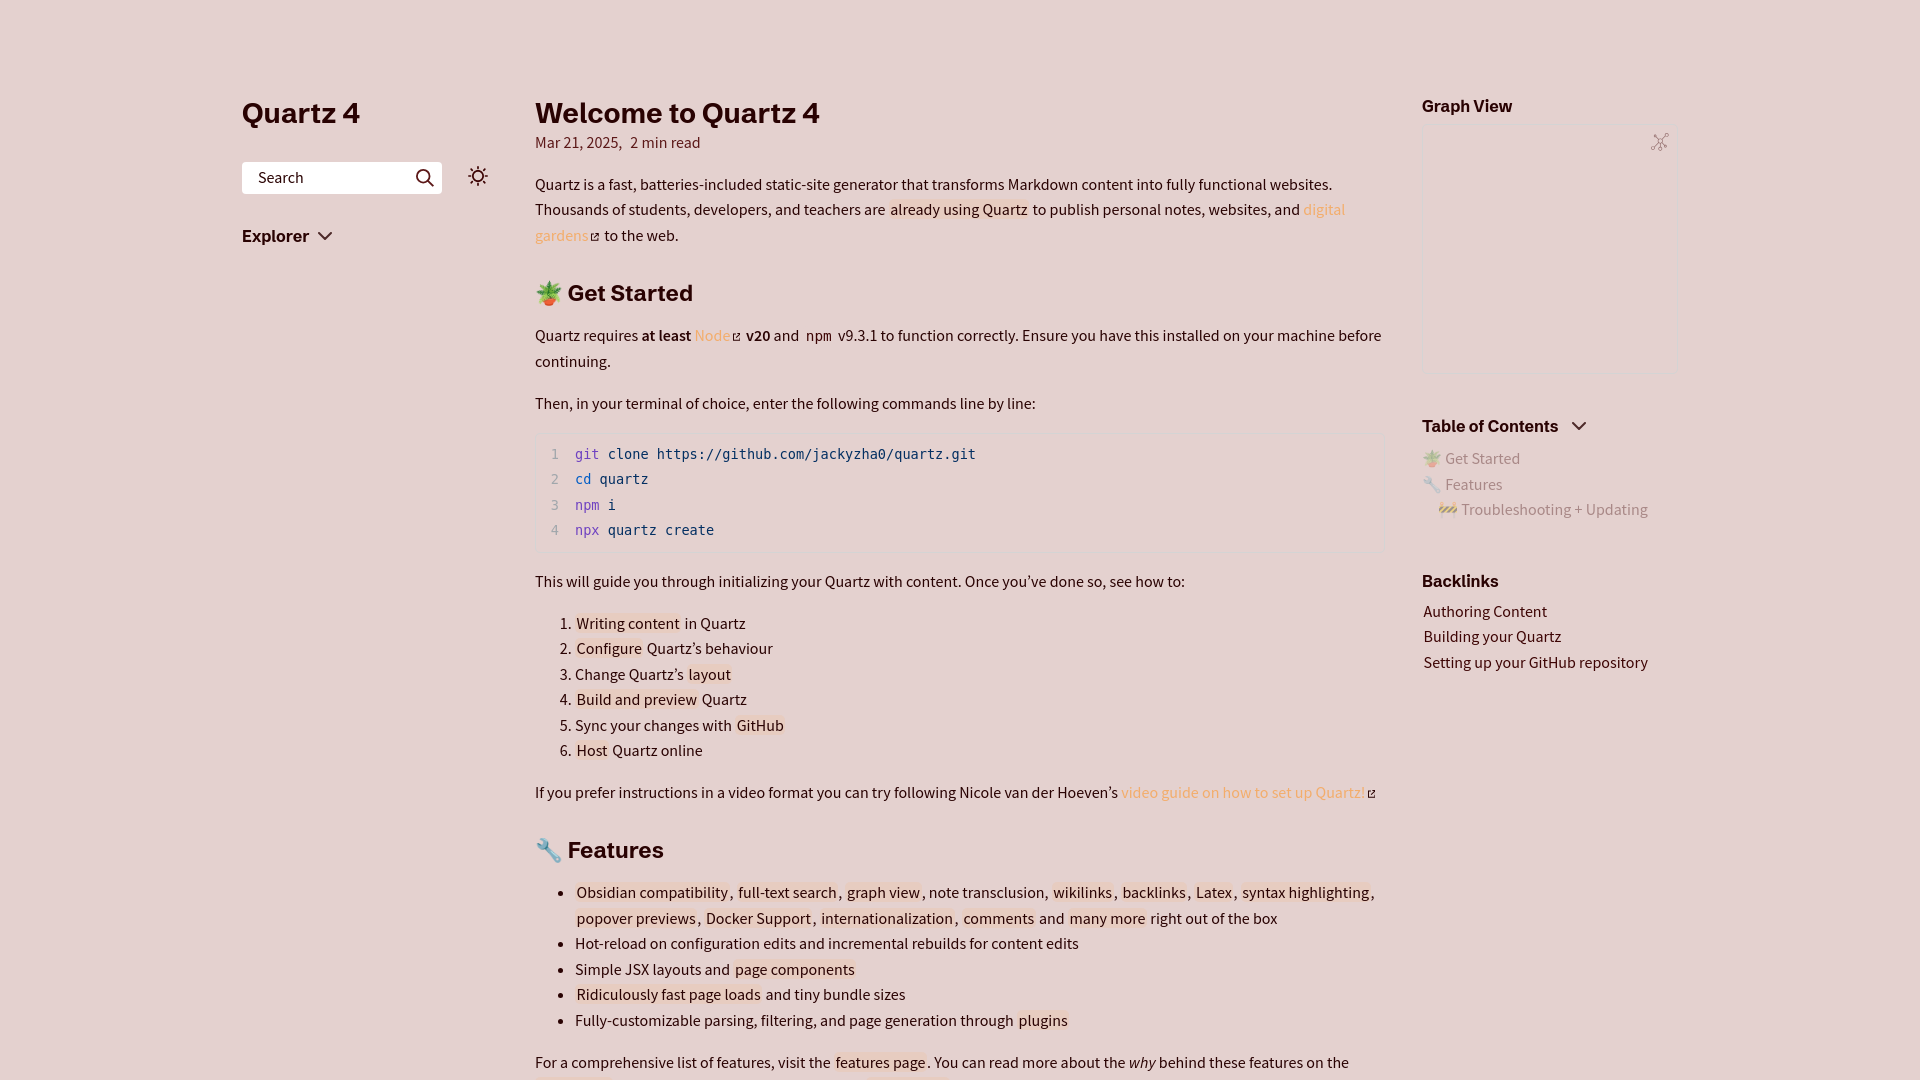 Quartz 4
Search
Explorer
Welcome to Quartz 4
Mar 21, 2025, 2 min read
Quartz is a fast, batteries-included static-site generator that transforms Markdown content into fully functional websites.
Thousands of students, developers, and teachers are already using Quartz to publish personal notes, websites, and digital
gardens to the web.
🪴 Get Started
Quartz requires at least Node v20 and npm v9.3.1 to function correctly. Ensure you have this installed on your machine before
continuing.
Then, in your terminal of choice, enter the following commands line by line:
1 git clone https://github.com/jackyzha0/quartz.git
2 cd quartz
3 npm i
4 npx quartz create
This will guide you through initializing your Quartz with content. Once you’ve done so, see how to:
1. Writing content in Quartz
2. Configure Quartz’s behaviour
3. Change Quartz’s layout
4. Build and preview Quartz
5. Sync your changes with GitHub
6. Host Quartz online
If you prefer instructions in a video format you can try following Nicole van der Hoeven’s video guide on how to set up Quartz!
🔧 Features
• Obsidian compatibility, full-text search, graph view, note transclusion, wikilinks, backlinks, Latex, syntax highlighting,
popover previews, Docker Support, internationalization, comments and many more right out of the box
• Hot-reload on configuration edits and incremental rebuilds for content edits
• Simple JSX layouts and page components
• Ridiculously fast page loads and tiny bundle sizes
• Fully-customizable parsing, filtering, and page generation through plugins
For a comprehensive list of features, visit the features page. You can read more about the why behind these features on the
Graph View
Table of Contents
🪴 Get Started
🔧 Features
🚧 Troubleshooting + Updating
Backlinks
Authoring Content
Building your Quartz
Setting up your GitHub repository